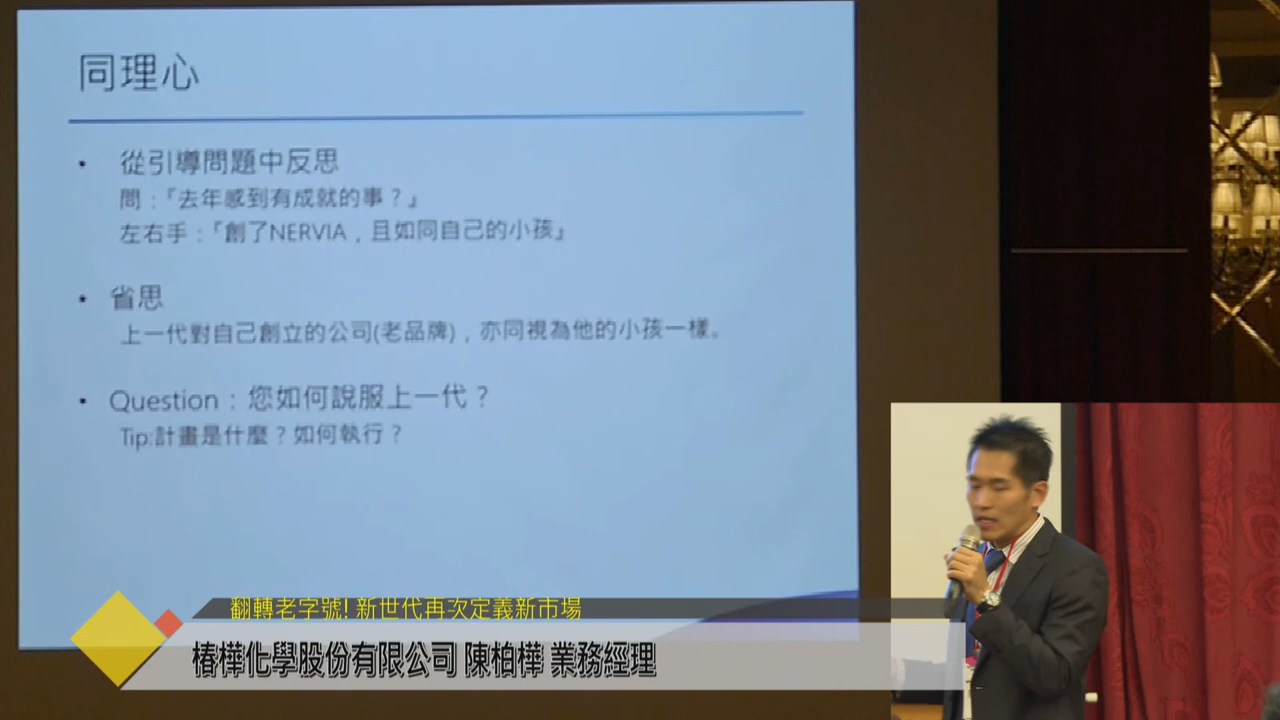 同理心
• 從引導問題中反思
問：『去年感到有成就的事？』
左右手：『創了NERVIA，且如同自己的小孩』
• 省思
上一代對自己創立的公司(老品牌)，亦同視為他的小孩一樣。
• Question：您如何說服上一代？
Tip:計畫是什麼？如何執行？
翻轉老字號! 新世代再次定義新市場
椿樺化學股份有限公司 陳柏樺 業務經理